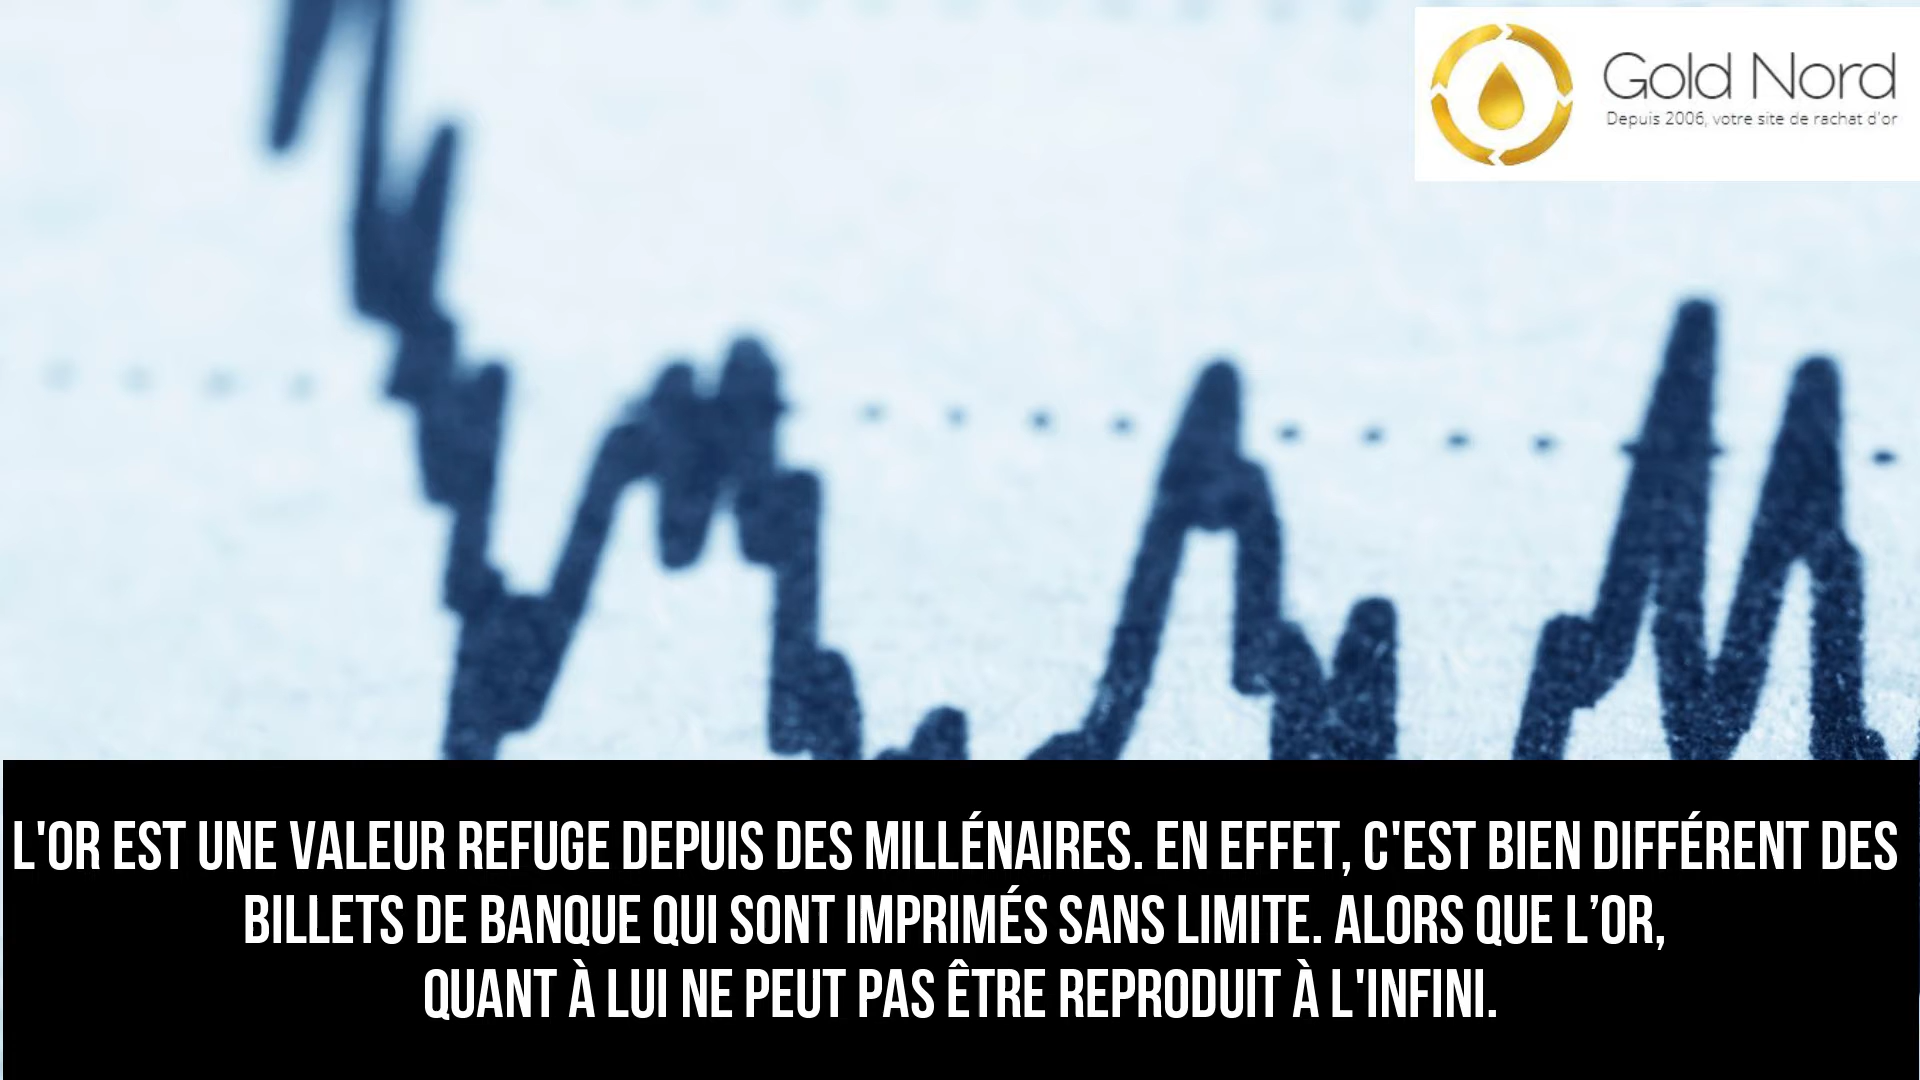 Gold Nord
Depuis 2006, votre site de rachat d'or
L'OR EST UNE VALEUR REFUGE DEPUIS DES MILLÉNAIRES. EN EFFET, C'EST BIEN DIFFÉRENT DES
BILLETS DE BANQUE QUI SONT IMPRIMÉS SANS LIMITE. ALORS QUE L’OR,
QUANT À LUI NE PEUT PAS ÊTRE REPRODUIT À L'INFINI.